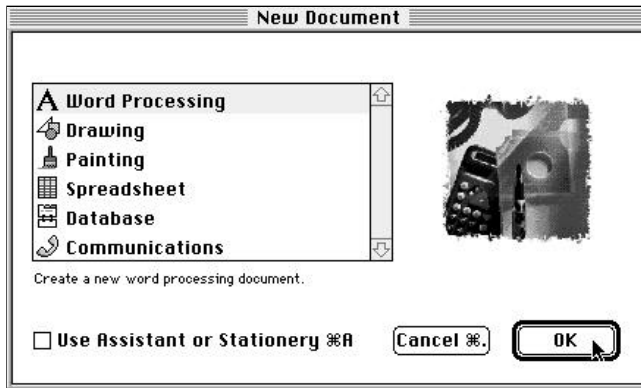 New Document
Word Processing
Drawing
Painting
Spreadsheet
Database
Communications
Create a new word processing document.
Use Assistant or Stationery ⌘A
Cancel ⌘.
OK